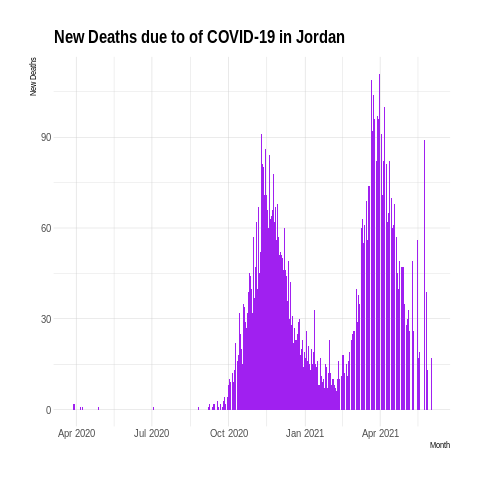 New Deaths due to of COVID-19 in Jordan
New Deaths
90
60
30
0
Apr 2020 Jul 2020 Oct 2020 Jan 2021 Apr 2021
Month